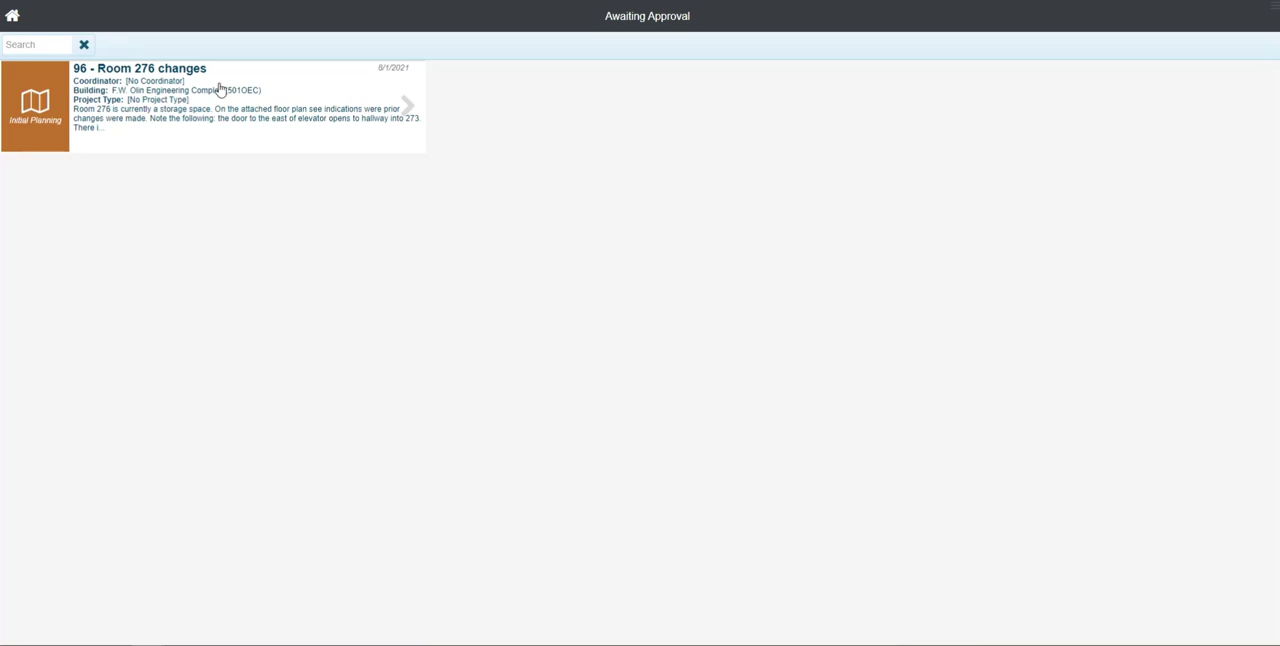 Awaiting Approval
Search
96 - Room 276 changes
8/1/2021
Coordinator: [No Coordinator]
Building: F.W. Olin Engineering (501OEC)
Project Type: [No Project Type]
Initial Planning
Room 276 is currently a storage space. On the attached floor plan see indications were prior
changes were made. Note the following: the door to the east of elevator opens to hallway into 273.
There i...